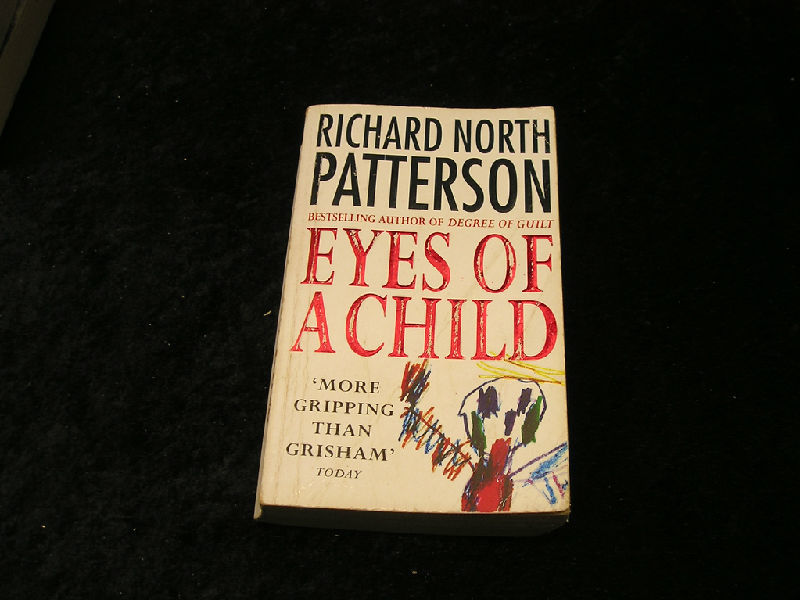 RICHARD NORTH
PATTERSON
BESTSELLING AUTHOR OF DEGREE OF GUILT
EYES OF
A CHILD
‘MORE
GRIPPING
THAN
GRISHAM’
TODAY